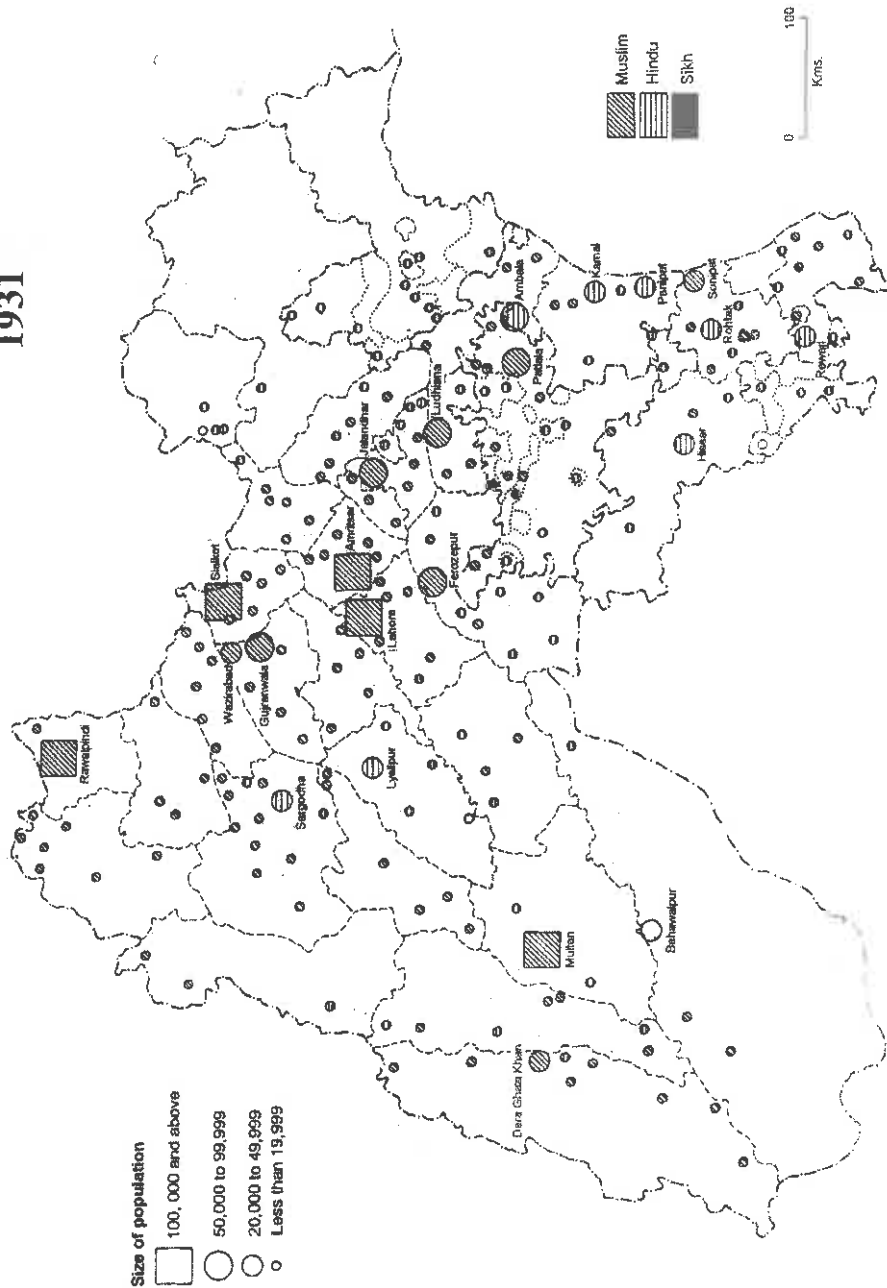 1931
Size of population
100, 000 and above
50,000 to 99,999
20,000 to 49,999
Less than 19,999
Muslim
Hindu
Sikh
0 100
Kms.
Rawalpindi
Sialkot
Wazirabad
Gujranwala
Sargodha
Lyallpur
Lahore
Amritsar
Jalandhar
Ludhiana
Ferozepur
Patiala
Ambala
Karnal
Panipat
Sonipat
Rohtak
Rewari
Hissar
Multan
Bahawalpur
Dera Ghazi Khan